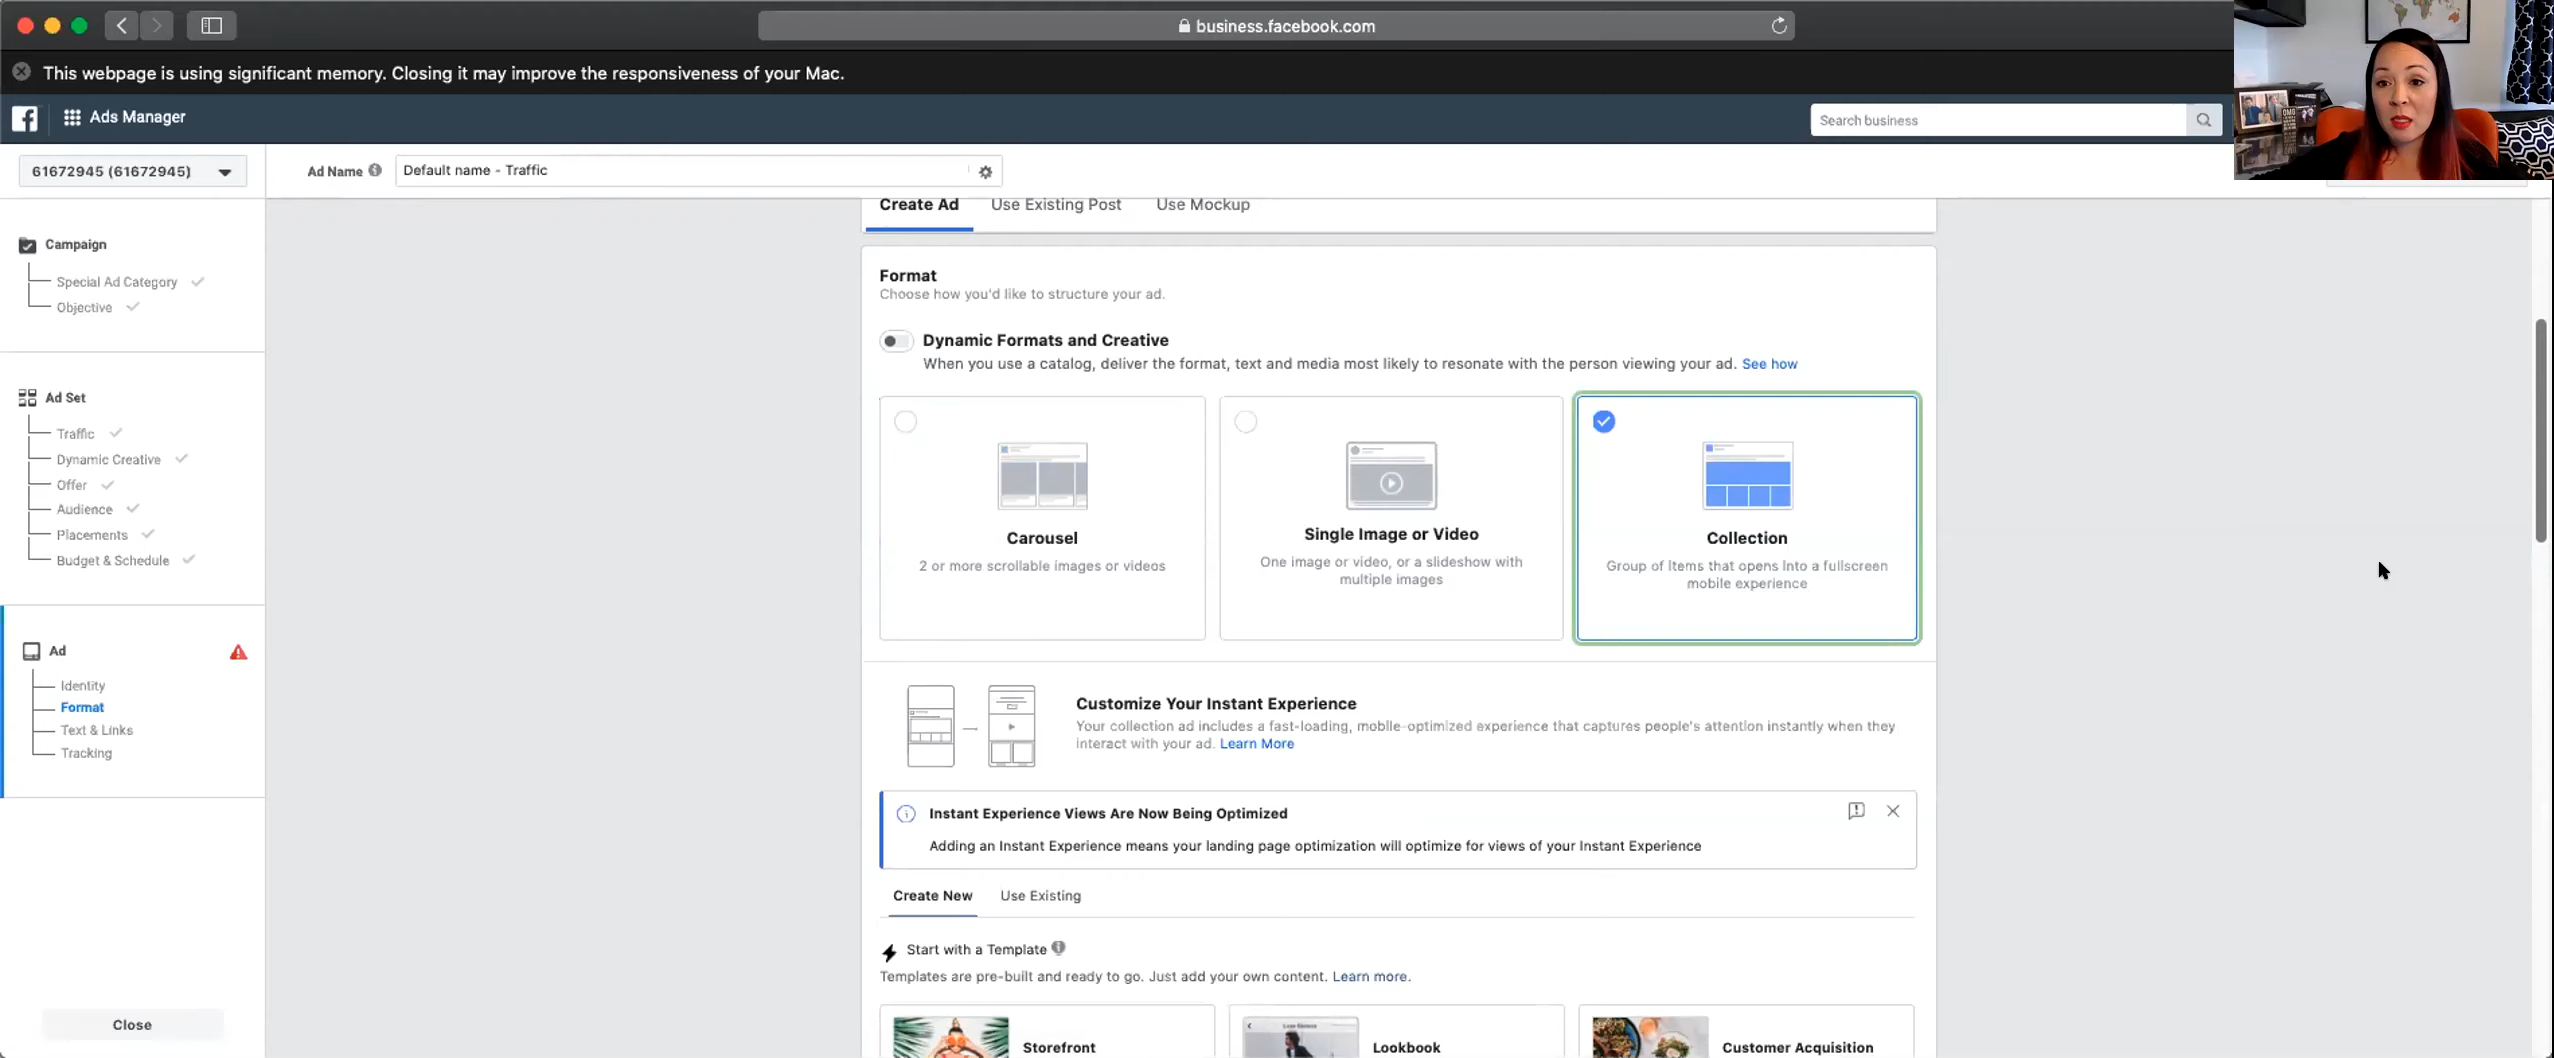 business.facebook.com
This webpage is using significant memory. Closing it may improve the responsiveness of your Mac.
Ads Manager
Search business
61672945 (61672945)
Ad Name
Default name - Traffic
Create Ad
Use Existing Post
Use Mockup
Campaign
Special Ad Category
Objective
Ad Set
Traffic
Dynamic Creative
Offer
Audience
Placements
Budget & Schedule
Ad
Identity
Format
Text & Links
Tracking
Close
Format
Choose how you'd like to structure your ad.
Dynamic Formats and Creative
When you use a catalog, deliver the format, text and media most likely to resonate with the person viewing your ad. See how
Carousel
2 or more scrollable images or videos
Single Image or Video
One image or video, or a slideshow with
multiple images
Collection
Group of items that opens into a fullscreen
mobile experience
Customize Your Instant Experience
Your collection ad includes a fast-loading, mobile-optimized experience that captures people's attention instantly when they
interact with your ad. Learn More
Instant Experience Views Are Now Being Optimized
Adding an Instant Experience means your landing page optimization will optimize for views of your Instant Experience
Create New
Use Existing
Start with a Template
Templates are pre-built and ready to go. Just add your own content. Learn more.
Storefront
Lookbook
Customer Acquisition